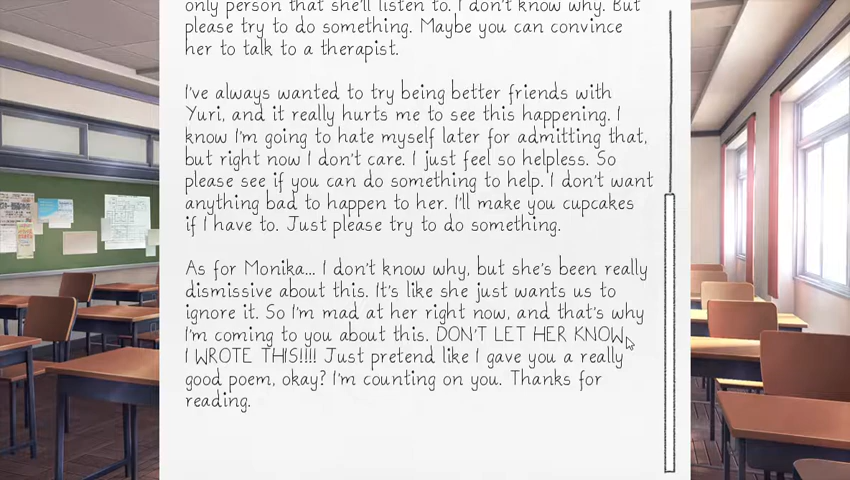 only person that she'll listen to. I don't know why. But
please try to do something. Maybe you can convince
her to talk to a therapist.
I've always wanted to try being better friends with
Yuri, and it really hurts me to see this happening. I
know I'm going to hate myself later for admitting that,
but right now I don't care. I just feel so helpless. So
please see if you can do something to help. I don't want
anything bad to happen to her. I'll make you cupcakes
if I have to. Just please try to do something.
As for Monika... I don't know why, but she's been really
dismissive about this. It's like she just wants us to
ignore it. So I'm mad at her right now, and that's why
I'm coming to you about this. DON'T LET HER KNOW
I WROTE THIS!!!! Just pretend like I gave you a really
good poem, okay? I'm counting on you. Thanks for
reading.